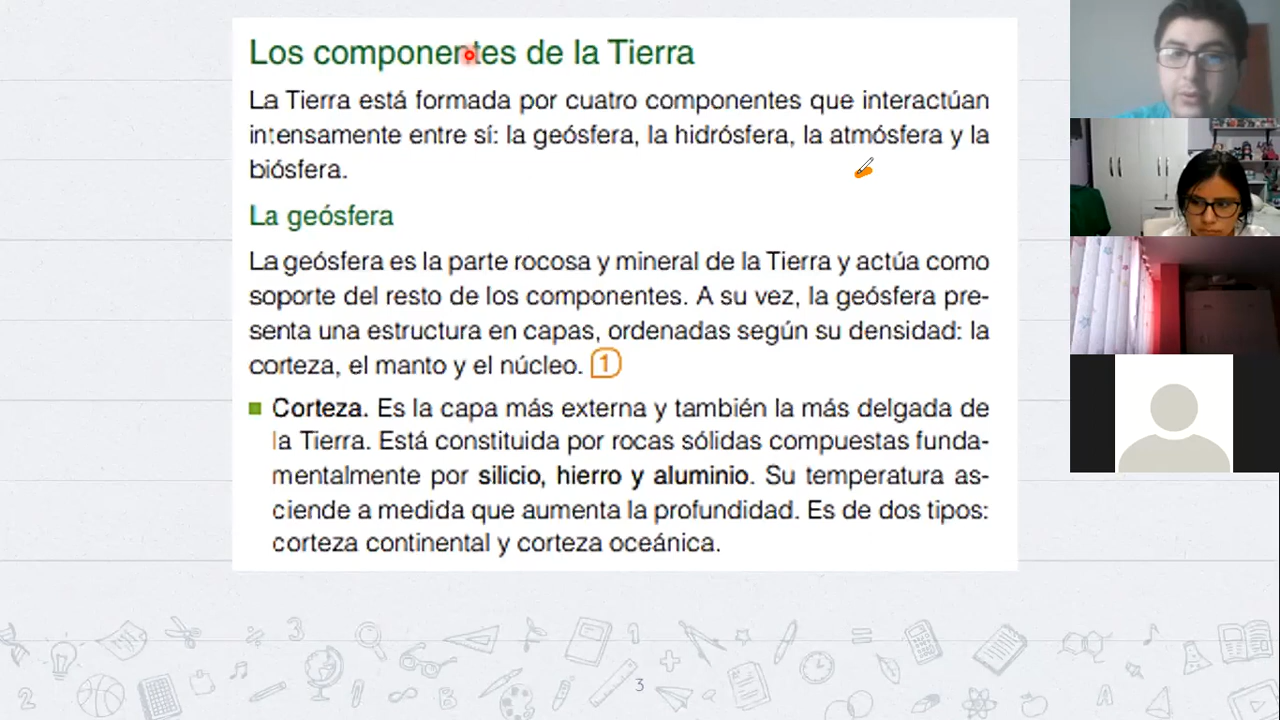 Los componentes de la Tierra
La Tierra está formada por cuatro componentes que interactúan
intensamente entre sí: la geósfera, la hidrósfera, la atmósfera y la
biósfera.
La geósfera
La geósfera es la parte rocosa y mineral de la Tierra y actúa como
soporte del resto de los componentes. A su vez, la geósfera pre-
senta una estructura en capas, ordenadas según su densidad: la
corteza, el manto y el núcleo. 1
Corteza. Es la capa más externa y también la más delgada de
la Tierra. Está constituida por rocas sólidas compuestas funda-
mentalmente por silicio, hierro y aluminio. Su temperatura as-
ciende a medida que aumenta la profundidad. Es de dos tipos:
corteza continental y corteza oceánica.
3